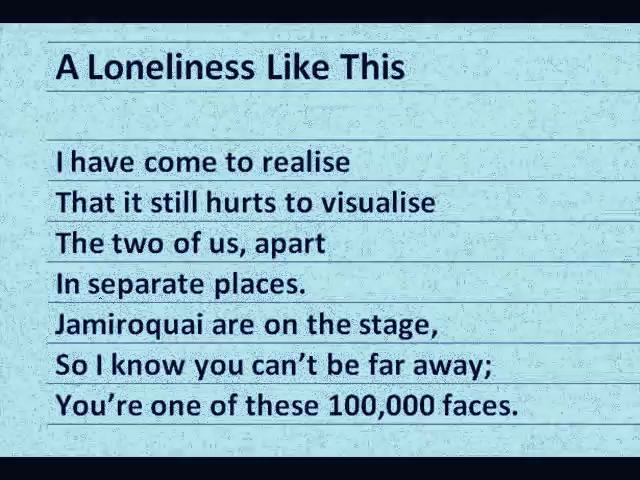 A Loneliness Like This
I have come to realise
That it still hurts to visualise
The two of us, apart
In separate places.
Jamiroquai are on the stage,
So I know you can’t be far away;
You’re one of these 100,000 faces.